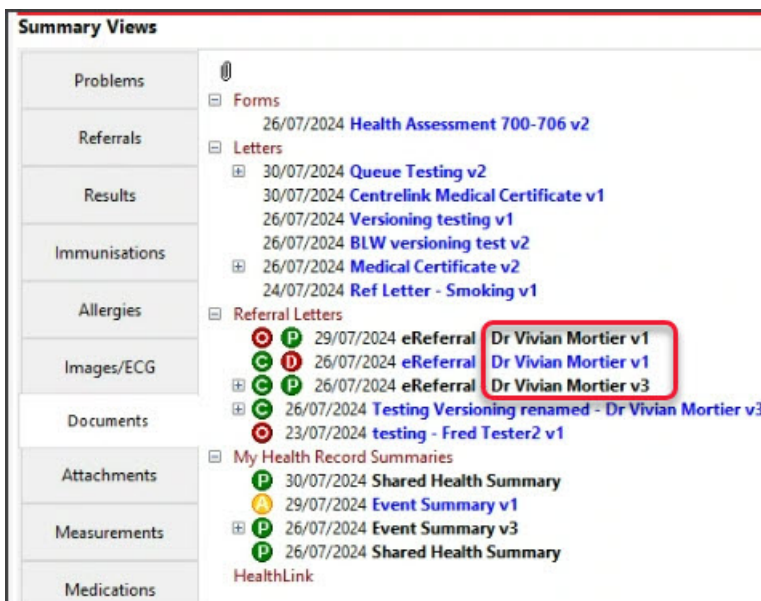 Summary Views
Problems
Referrals
Results
Immunisations
Allergies
Images/ECG
Documents
Attachments
Measurements
Medications
Forms
26/07/2024 Health Assessment 700-706 v2
Letters
30/07/2024 Queue Testing v2
30/07/2024 Centrelink Medical Certificate v1
26/07/2024 Versioning testing v1
26/07/2024 BLW versioning test v2
26/07/2024 Medical Certificate v2
24/07/2024 Ref Letter - Smoking v1
Referral Letters
O P 29/07/2024 eReferral Dr Vivian Mortier v1
C D 26/07/2024 eReferral Dr Vivian Mortier v1
C P 26/07/2024 eReferral Dr Vivian Mortier v3
C 26/07/2024 Testing Versioning renamed - Dr Vivian Mortier v3
O 23/07/2024 testing - Fred Tester2 v1
My Health Record Summaries
P 30/07/2024 Shared Health Summary
A 29/07/2024 Event Summary v1
P 26/07/2024 Event Summary v3
P 26/07/2024 Shared Health Summary
HealthLink